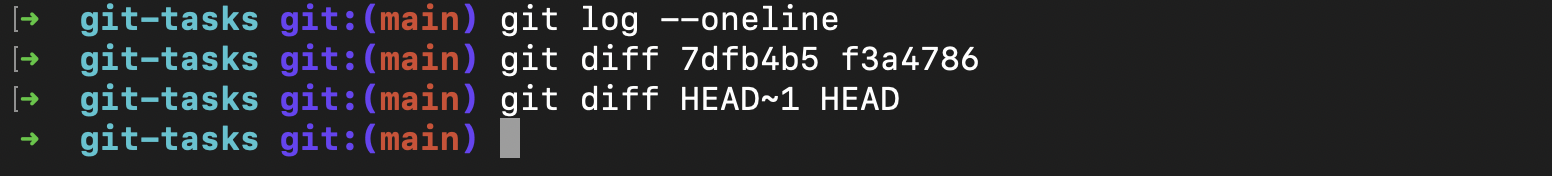 [➜  git-tasks git:(main) git log --oneline
[➜  git-tasks git:(main) git diff 7dfb4b5 f3a4786
[➜  git-tasks git:(main) git diff HEAD~1 HEAD
➜  git-tasks git:(main)